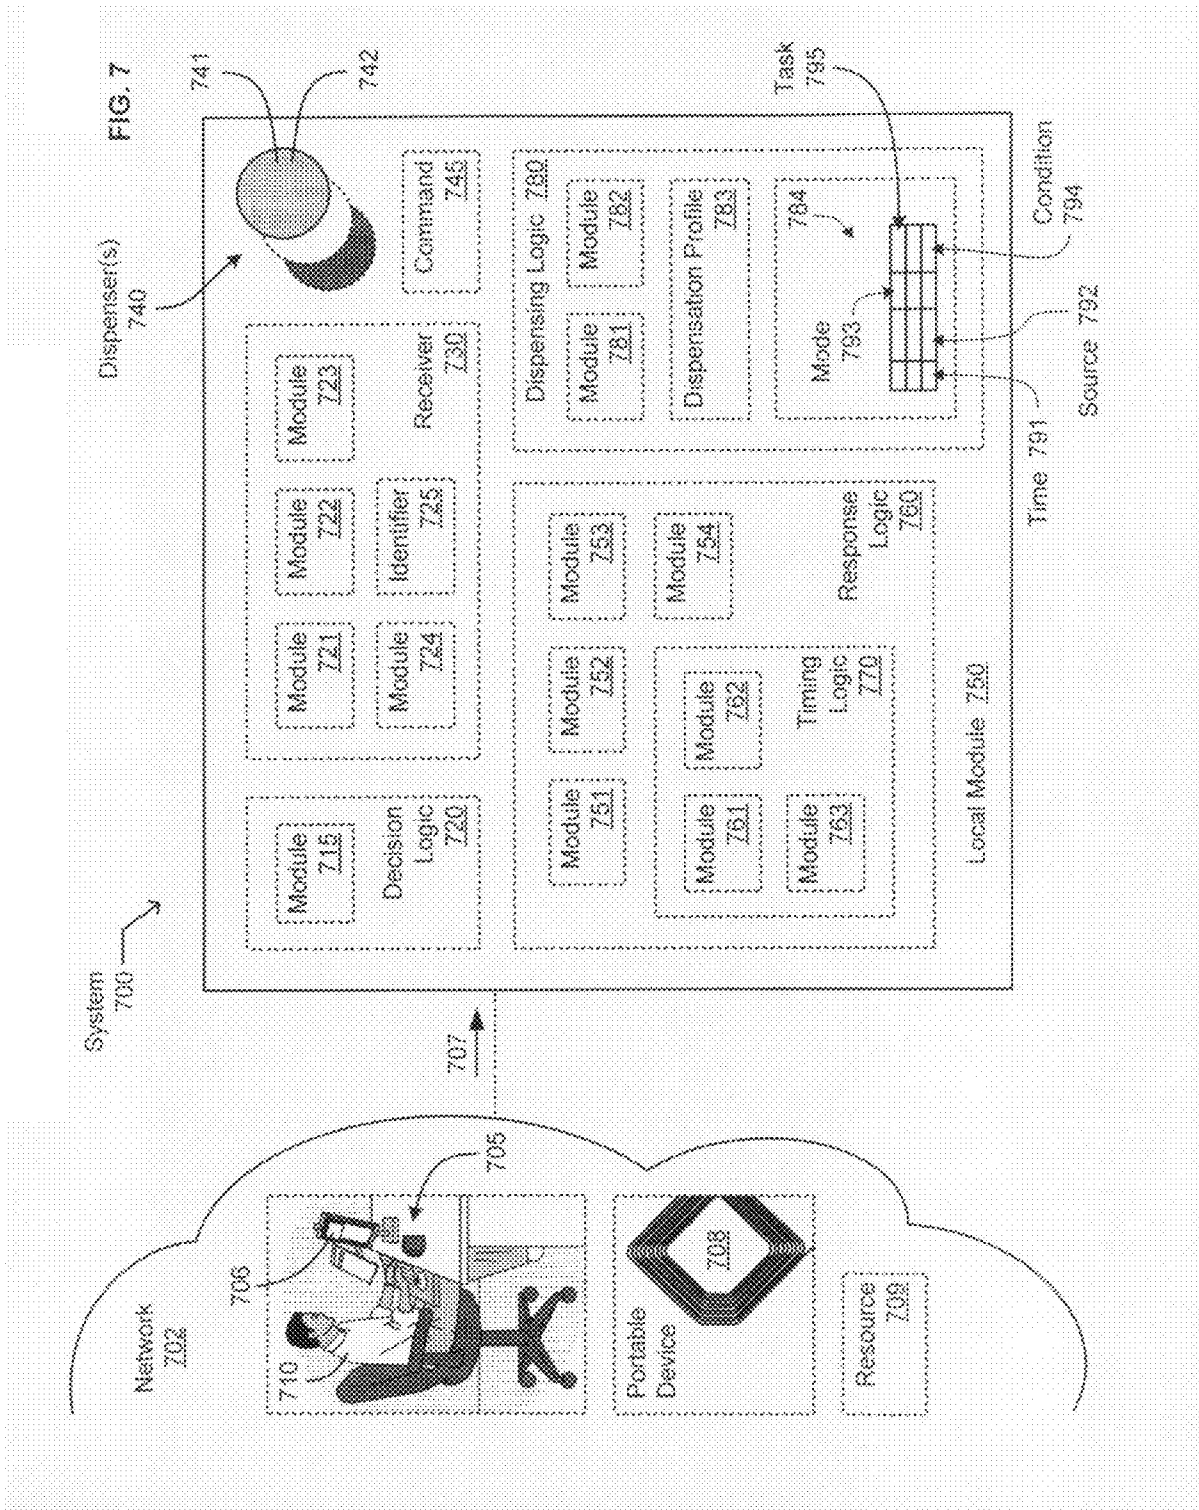 FIG. 7
System
700
Network
702
706
710
705
Portable
Device
708
Resource
709
707
Dispenser(s)
740
741
742
Module
715
Decision
Logic
720
Module
721
Module
722
Module
723
Module
724
Identifier
725
Receiver
730
Command
745
Module
751
Module
752
Module
753
Module
754
Module
761
Module
762
Module
763
Timing
Logic
770
Response
Logic
760
Dispensing Logic 780
Module
781
Module
782
Dispensation Profile
783
784
Mode
793
Local Module 750
Time 791
Source 792
Condition
794
Task
795